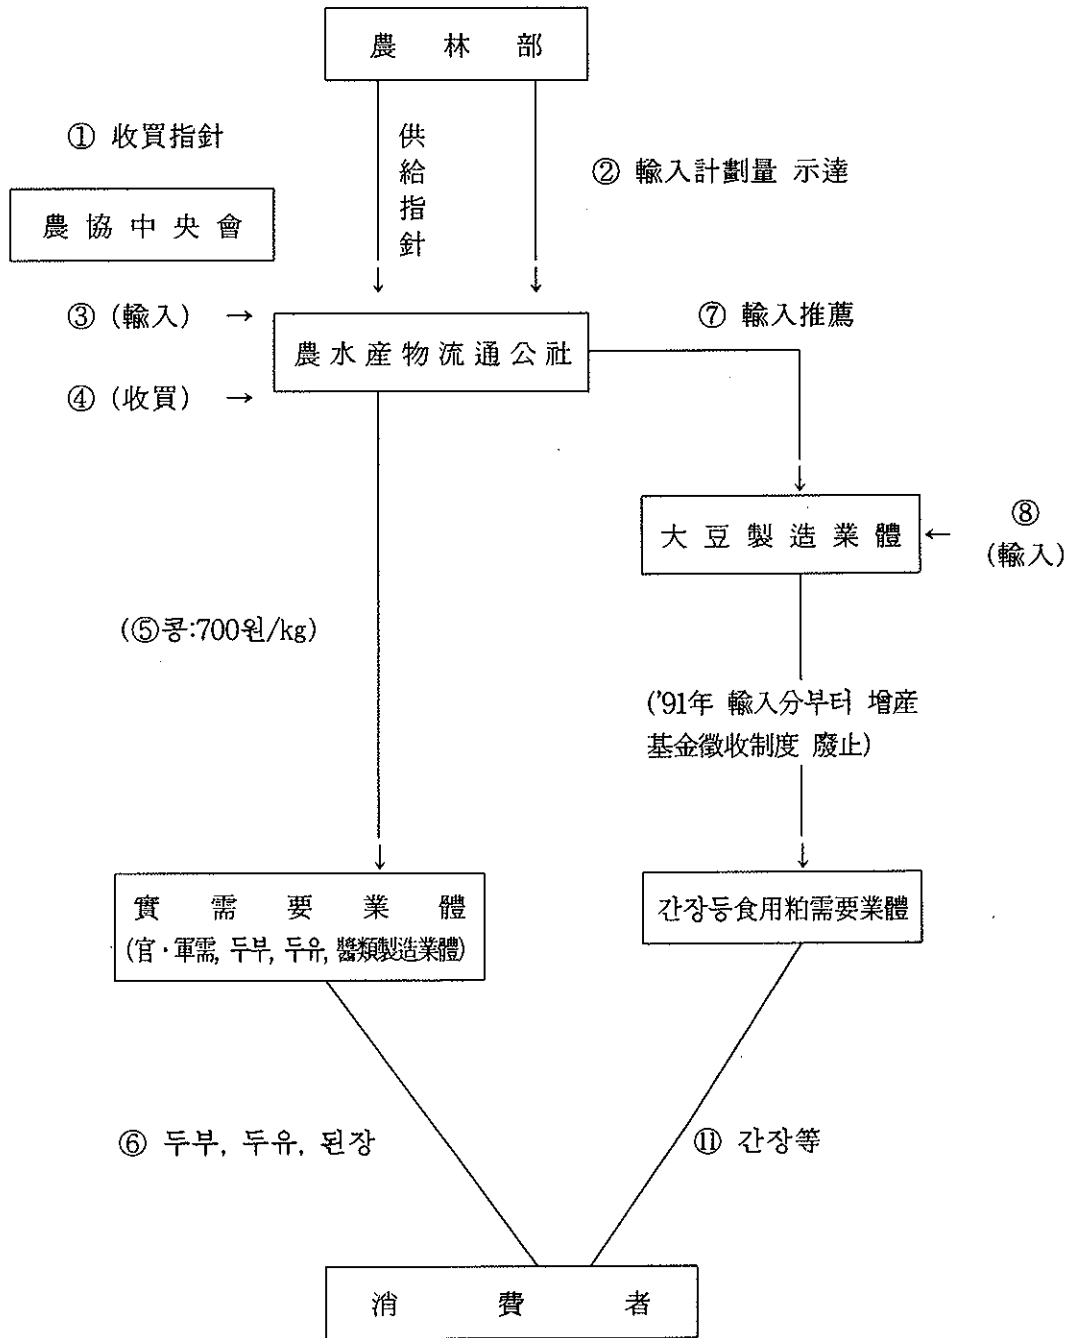 農林部
① 收買指針
供給指針
② 輸入計劃量 示達
農協中央會
③ (輸入) →
⑦ 輸入推薦
農水産物流通公社
④ (收買) →
大豆製造業體
← ⑧
(輸入)
(⑤콩:700원/kg)
('91年 輸入分부터 增産
基金徵收制度 廢止)
實需要業體
(官·軍需, 두부, 두유, 醬類製造業體)
간장등食用粕需要業體
⑥ 두부, 두유, 된장
⑪ 간장等
消費者